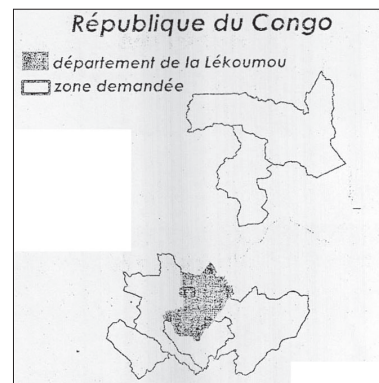 République du Congo
département de la Lékoumou
zone demandée